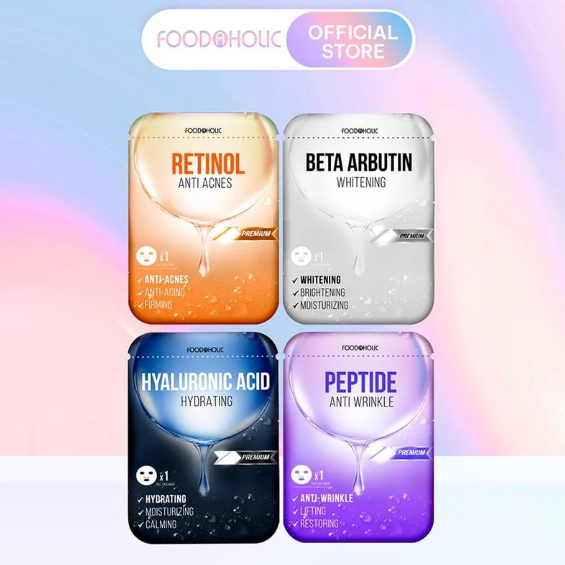 FOODAHOLIC
OFFICIAL
STORE
FOODAHOLIC
RETINOL
ANTI ACNES
PREMIUM
x1
✓ ANTI-ACNES
✓ ANTI-AGING
✓ FIRMING
FOODAHOLIC
BETA ARBUTIN
WHITENING
PREMIUM
x1
✓ WHITENING
✓ BRIGHTENING
✓ MOISTURIZING
FOODAHOLIC
HYALURONIC ACID
HYDRATING
PREMIUM
x1
✓ HYDRATING
✓ MOISTURIZING
✓ CALMING
FOODAHOLIC
PEPTIDE
ANTI WRINKLE
PREMIUM
x1
✓ ANTI-WRINKLE
✓ LIFTING
✓ RESTORING